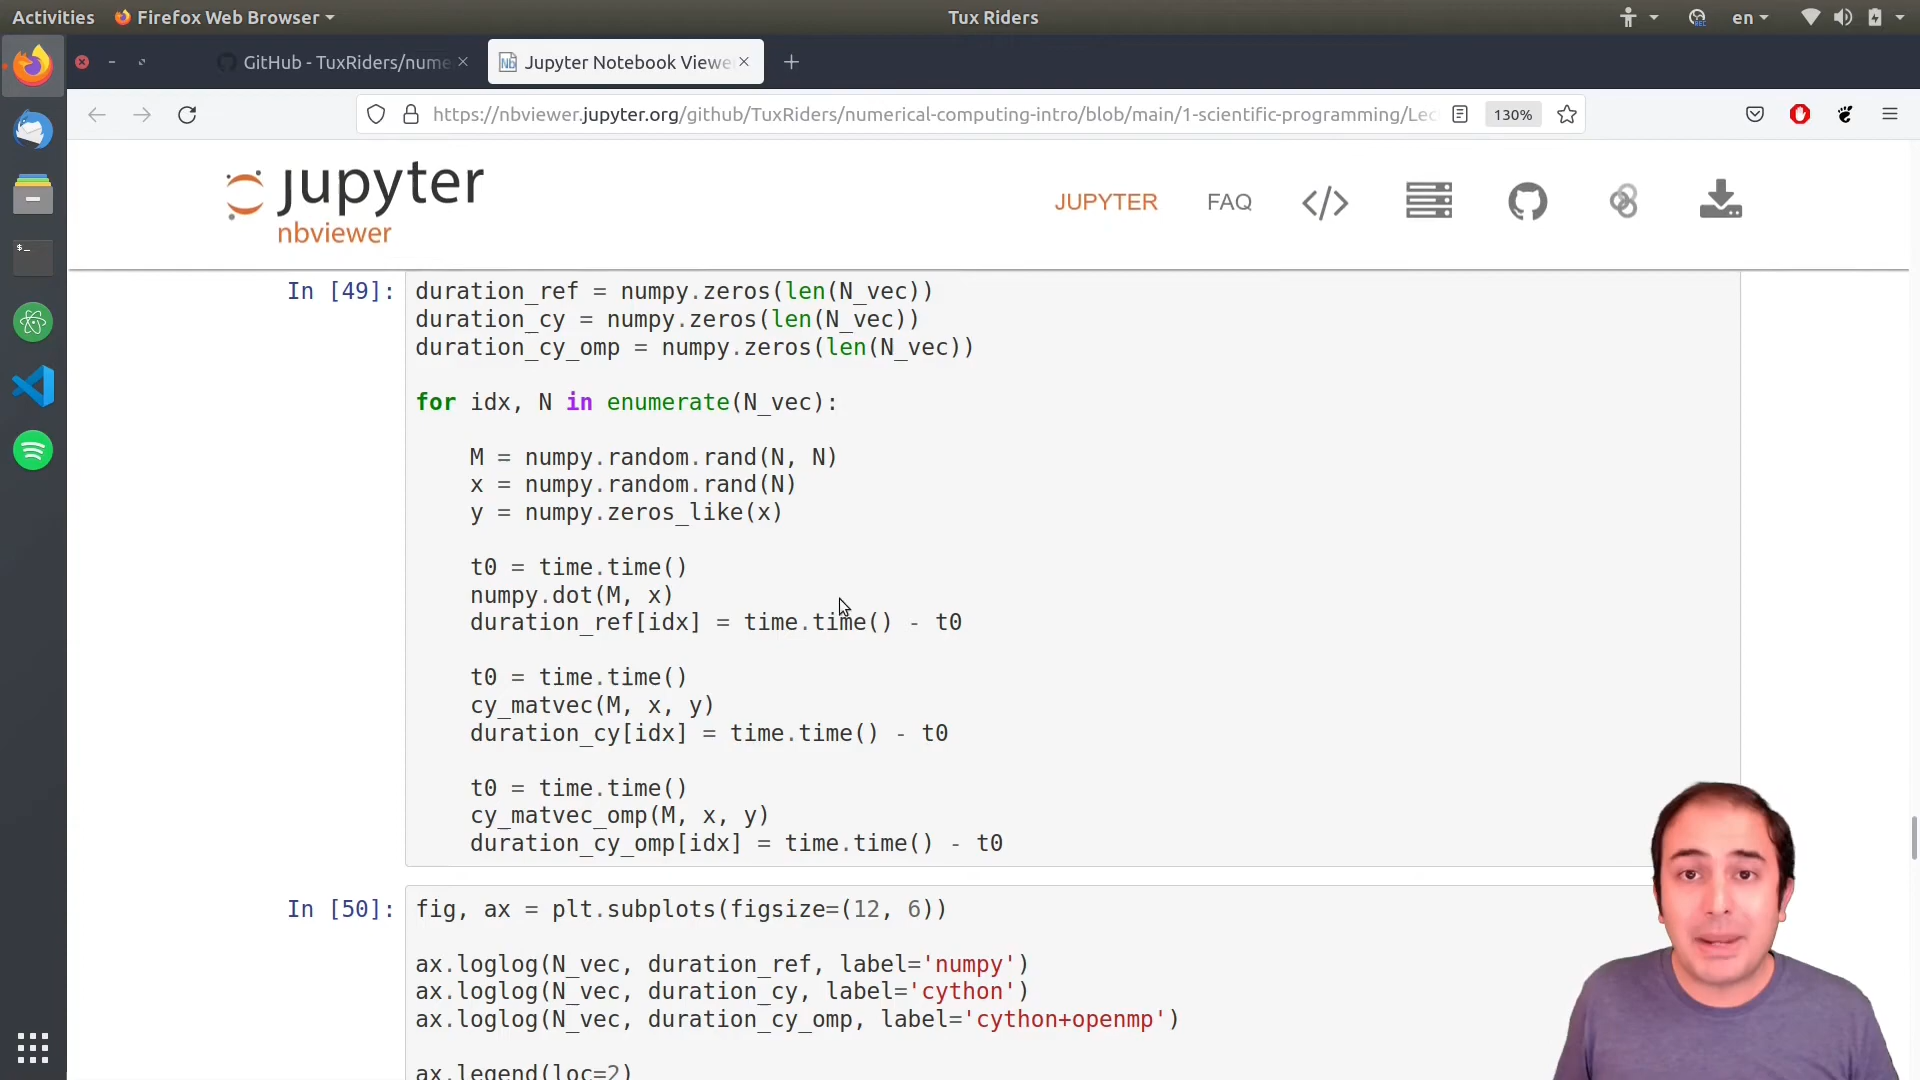 Activities
Firefox Web Browser
Tux Riders
en
GitHub - TuxRiders/nume
Jupyter Notebook Viewe
https://nbviewer.jupyter.org/github/TuxRiders/numerical-computing-intro/blob/main/1-scientific-programming/Lec
130%
jupyter
nbviewer
JUPYTER
FAQ
In [49]:
duration_ref = numpy.zeros(len(N_vec))
duration_cy = numpy.zeros(len(N_vec))
duration_cy_omp = numpy.zeros(len(N_vec))
for idx, N in enumerate(N_vec):
M = numpy.random.rand(N, N)
x = numpy.random.rand(N)
y = numpy.zeros_like(x)
t0 = time.time()
numpy.dot(M, x)
duration_ref[idx] = time.time() - t0
t0 = time.time()
cy_matvec(M, x, y)
duration_cy[idx] = time.time() - t0
t0 = time.time()
cy_matvec_omp(M, x, y)
duration_cy_omp[idx] = time.time() - t0
In [50]:
fig, ax = plt.subplots(figsize=(12, 6))
ax.loglog(N_vec, duration_ref, label='numpy')
ax.loglog(N_vec, duration_cy, label='cython')
ax.loglog(N_vec, duration_cy_omp, label='cython+openmp')
ax.legend(loc=2)